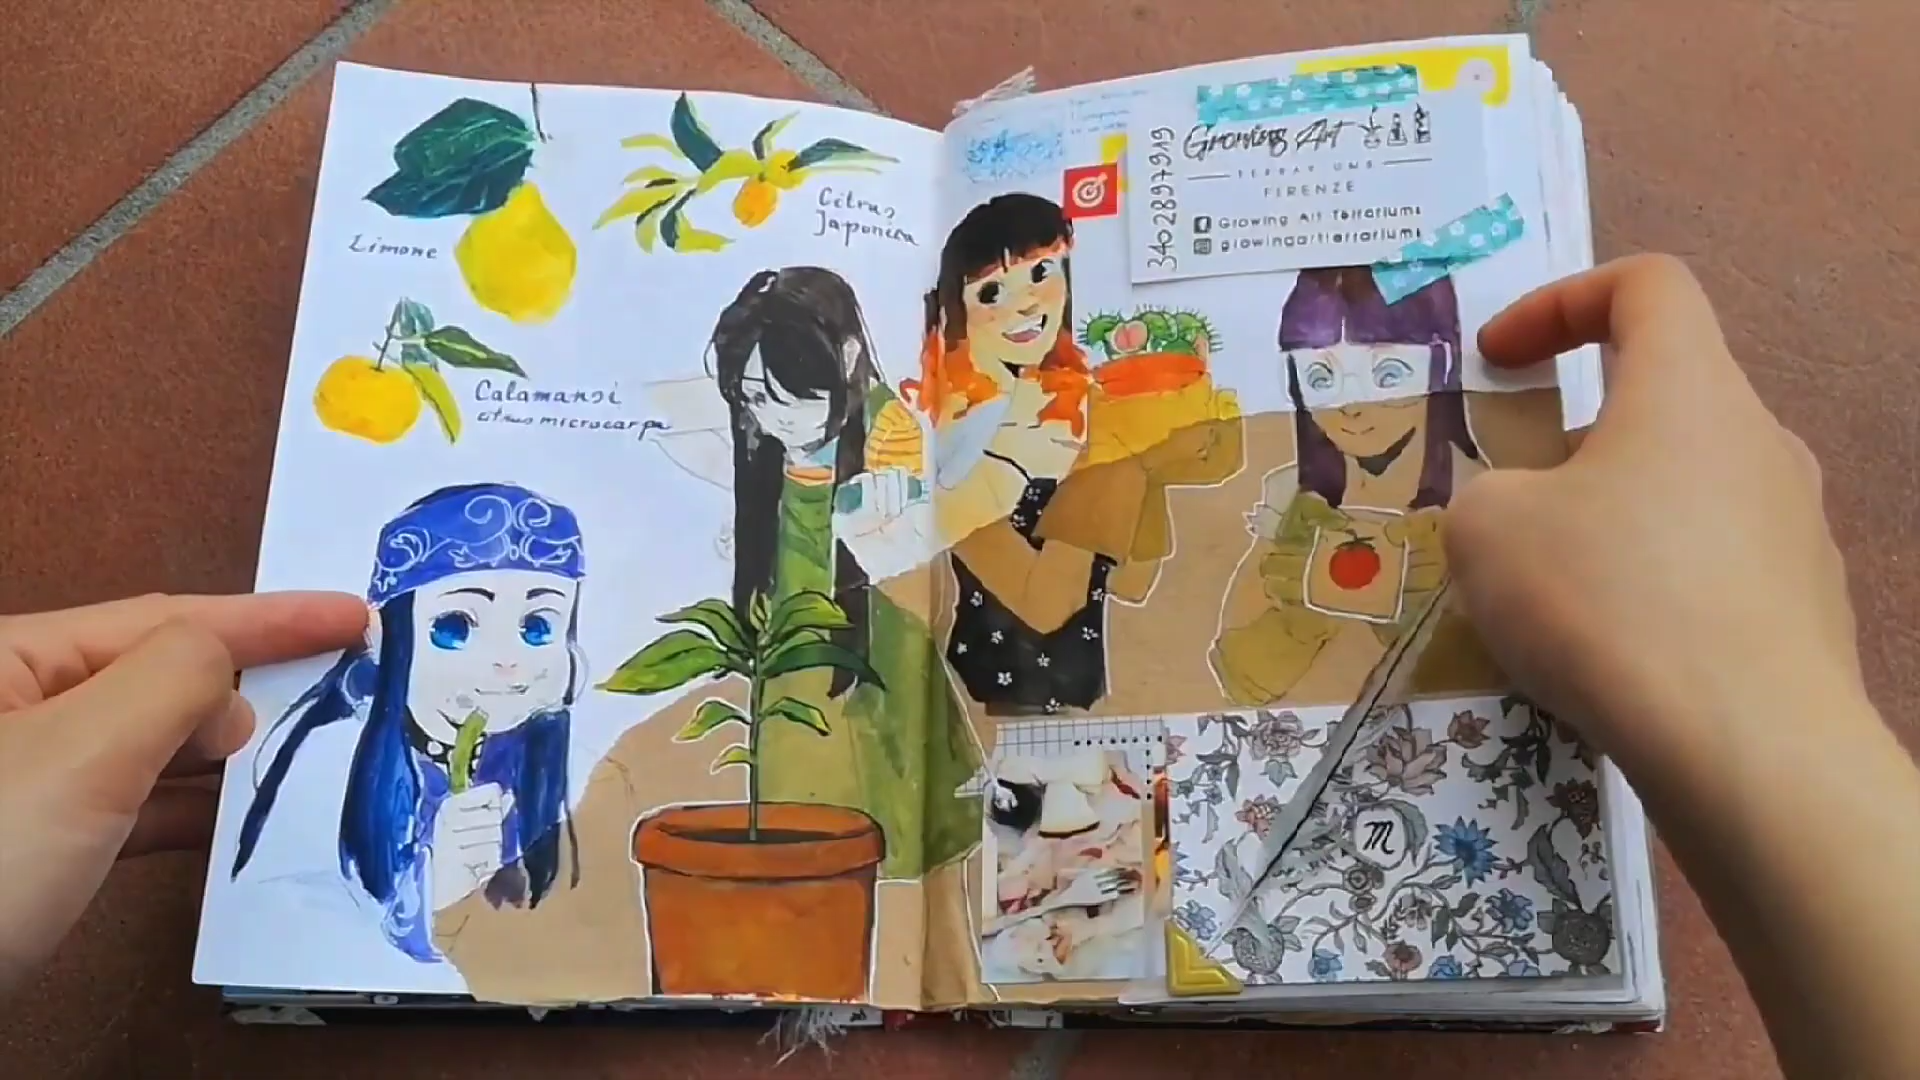 Limone
Citrus
Japonica
Calamansi
citrus microcarpa
3402897919
Growing Art
TERRARIUMS
FIRENZE
Growing Art Terrariums
growingartterrariums
M